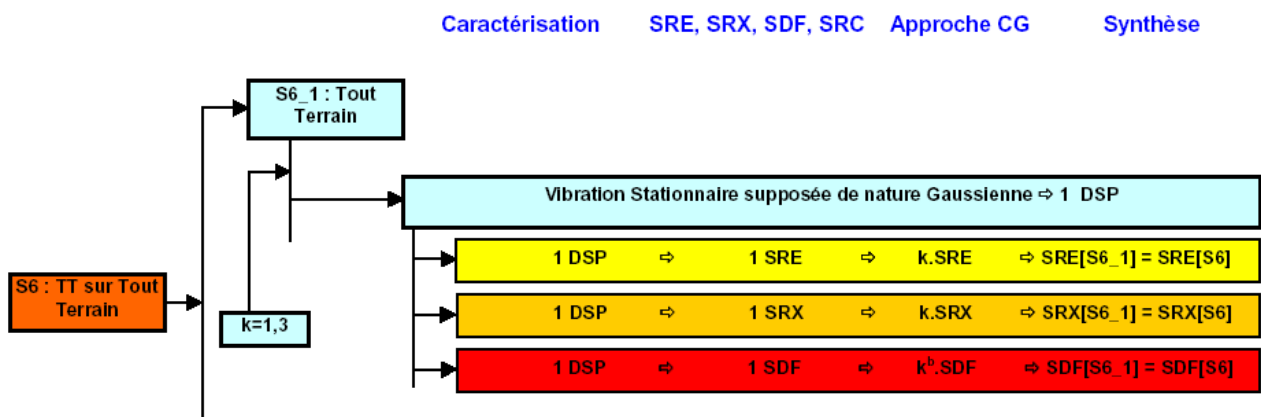 Caractérisation SRE, SRX, SDF, SRC Approche CG Synthèse
S6_1 : Tout
Terrain
Vibration Stationnaire supposée de nature Gaussienne ⇨ 1 DSP
1 DSP ⇨ 1 SRE ⇨ k.SRE ⇨ SRE[S6_1] = SRE[S6]
S6 : TT sur Tout
Terrain
k=1,3
1 DSP ⇨ 1 SRX ⇨ k.SRX ⇨ SRX[S6_1] = SRX[S6]
1 DSP ⇨ 1 SDF ⇨ kᵇ.SDF ⇨ SDF[S6_1] = SDF[S6]